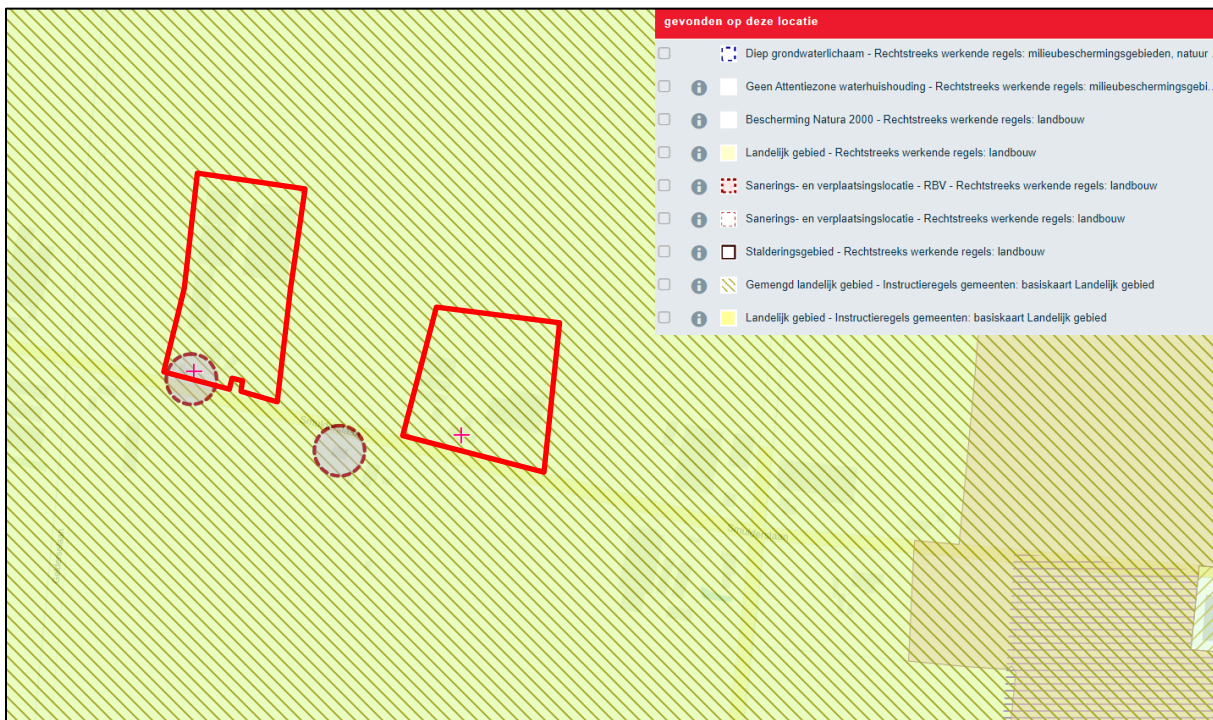 gevonden op deze locatie
Diep grondwaterlichaam - Rechtstreeks werkende regels: milieubeschermingsgebieden, natuur
Geen Attentiezone waterhuishouding - Rechtstreeks werkende regels: milieubeschermingsgebi...
Bescherming Natura 2000 - Rechtstreeks werkende regels: landbouw
Landelijk gebied - Rechtstreeks werkende regels: landbouw
Sanerings- en verplaatsingslocatie - RBV - Rechtstreeks werkende regels: landbouw
Sanerings- en verplaatsingslocatie - Rechtstreeks werkende regels: landbouw
Stalderingsgebied - Rechtstreeks werkende regels: landbouw
Gemengd landelijk gebied - Instructieregels gemeenten: basiskaart Landelijk gebied
Landelijk gebied - Instructieregels gemeenten: basiskaart Landelijk gebied
Smulderslaan